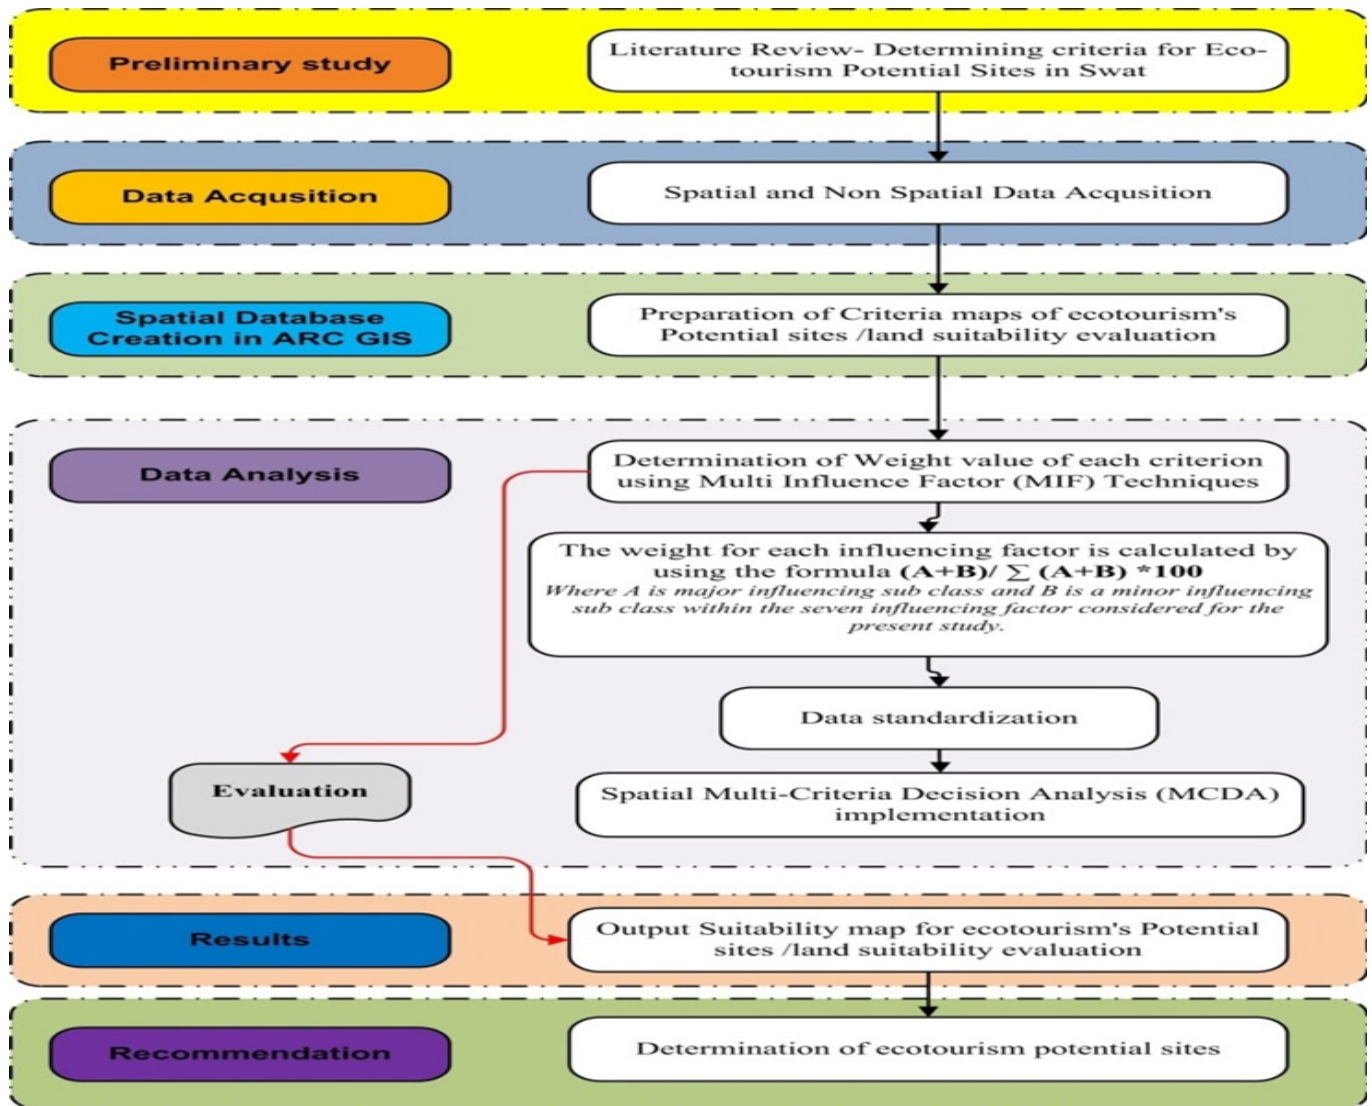 Preliminary study
Literature Review- Determining criteria for Eco-
tourism Potential Sites in Swat
Data Acqusition
Spatial and Non Spatial Data Acqusition
Spatial Database
Creation in ARC GIS
Preparation of Criteria maps of ecotourism's
Potential sites /land suitability evaluation
Data Analysis
Determination of Weight value of each criterion
using Multi Influence Factor (MIF) Techniques
The weight for each influencing factor is calculated by
using the formula (A+B)/ ∑ (A+B) *100
Where A is major influencing sub class and B is a minor influencing
sub class within the seven influencing factor considered for the
present study.
Data standardization
Evaluation
Spatial Multi-Criteria Decision Analysis (MCDA)
implementation
Results
Output Suitability map for ecotourism's Potential
sites /land suitability evaluation
Recommendation
Determination of ecotourism potential sites